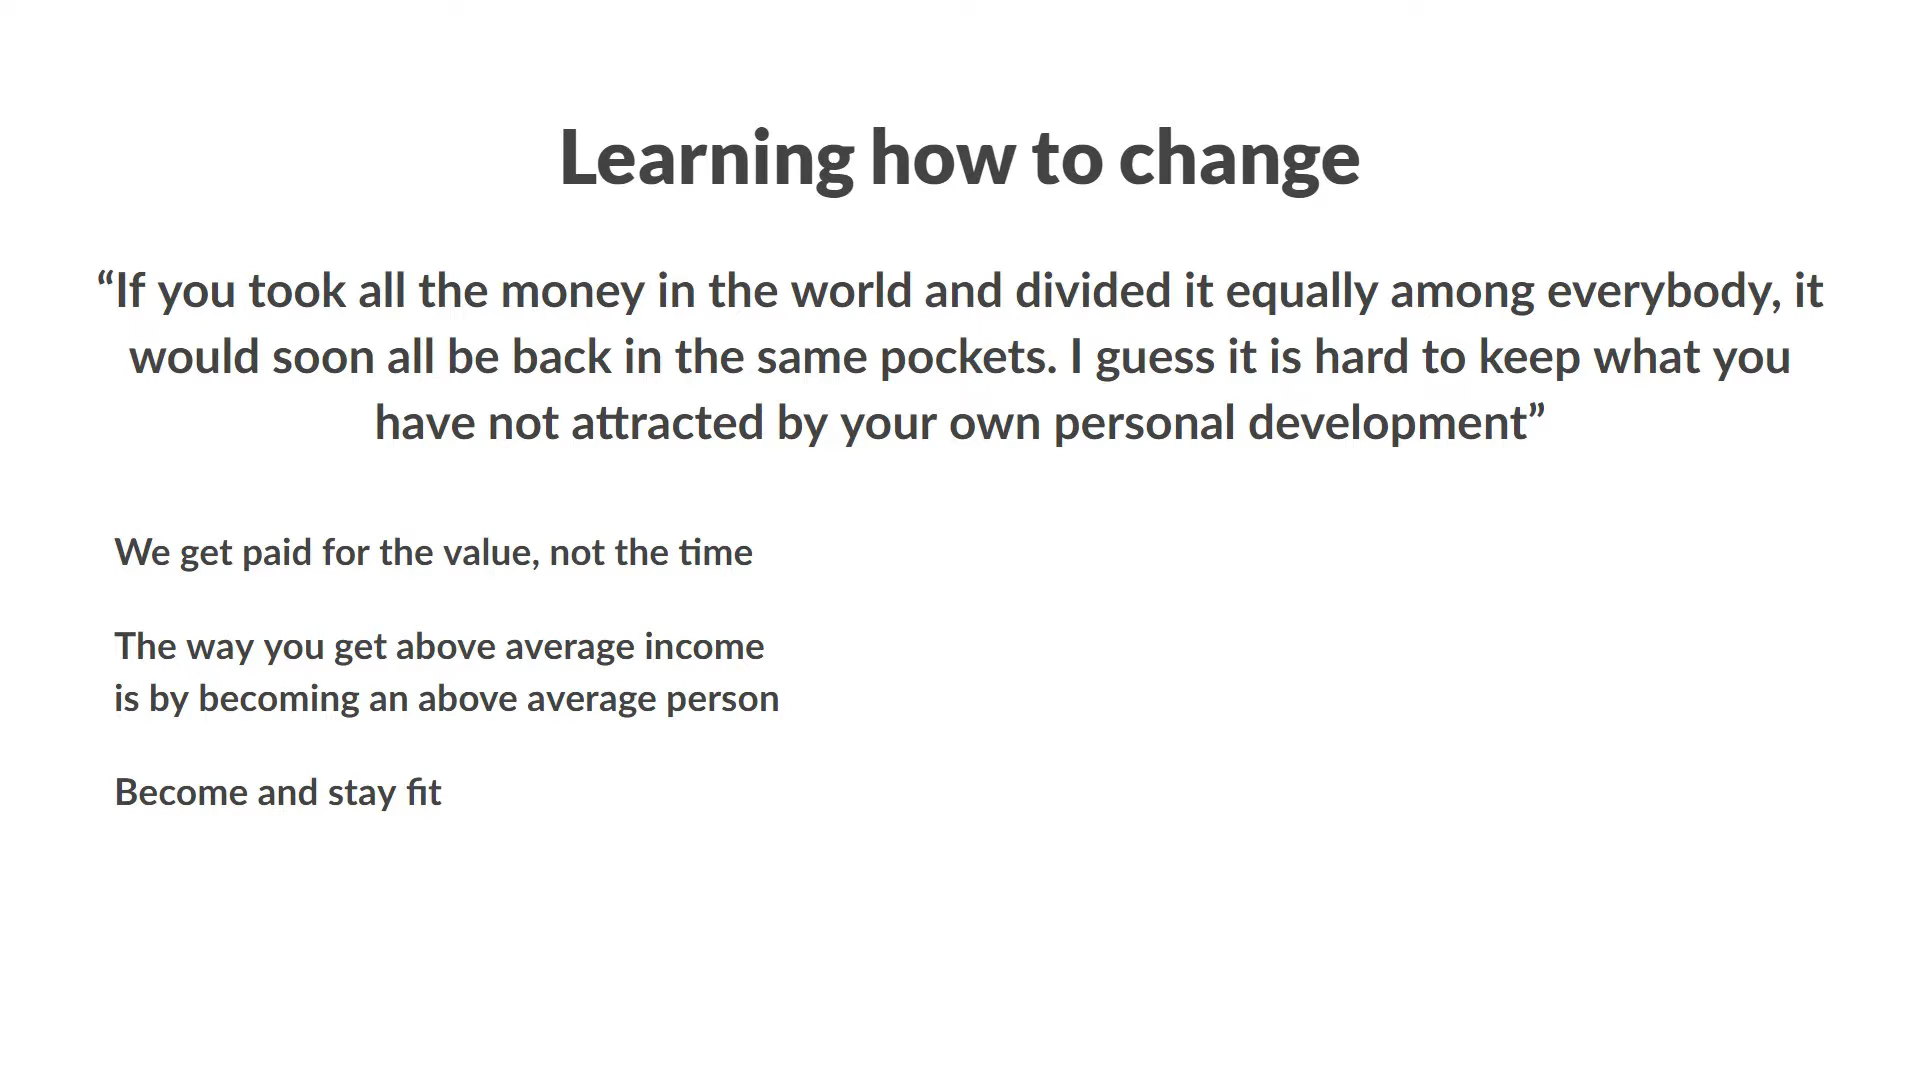 Learning how to change
“If you took all the money in the world and divided it equally among everybody, it
would soon all be back in the same pockets. I guess it is hard to keep what you
have not attracted by your own personal development”
We get paid for the value, not the time
The way you get above average income
is by becoming an above average person
Become and stay fit